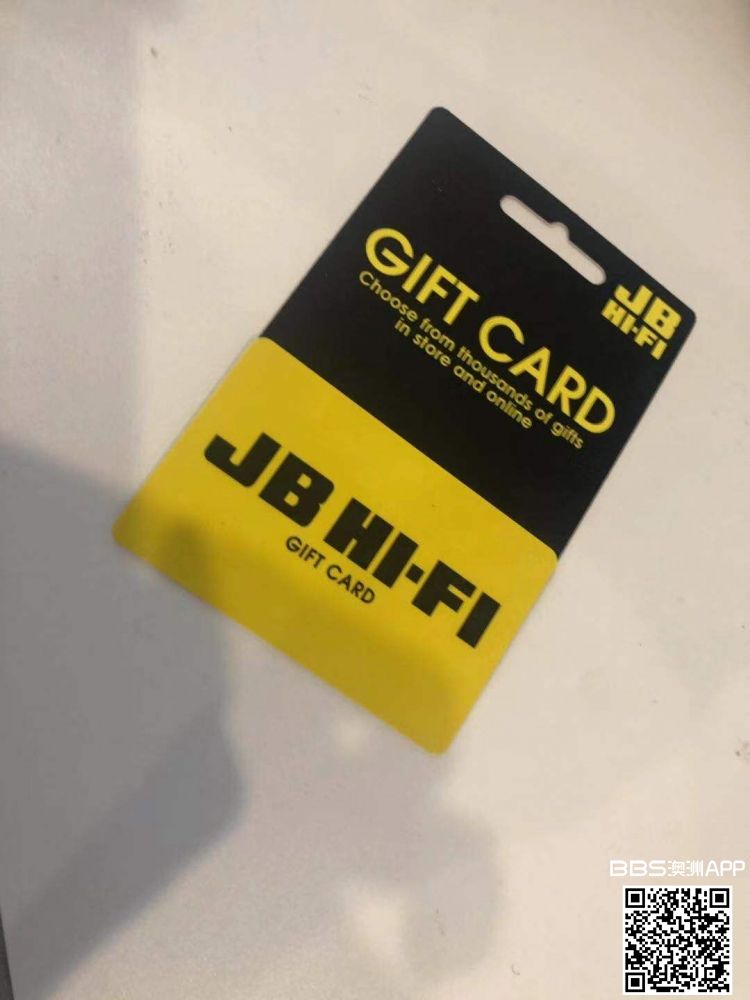 JB
HI-FI
GIFT CARD
Choose from thousands of gifts
in store and online
JB HI-FI
GIFT CARD
BBS澳洲APP